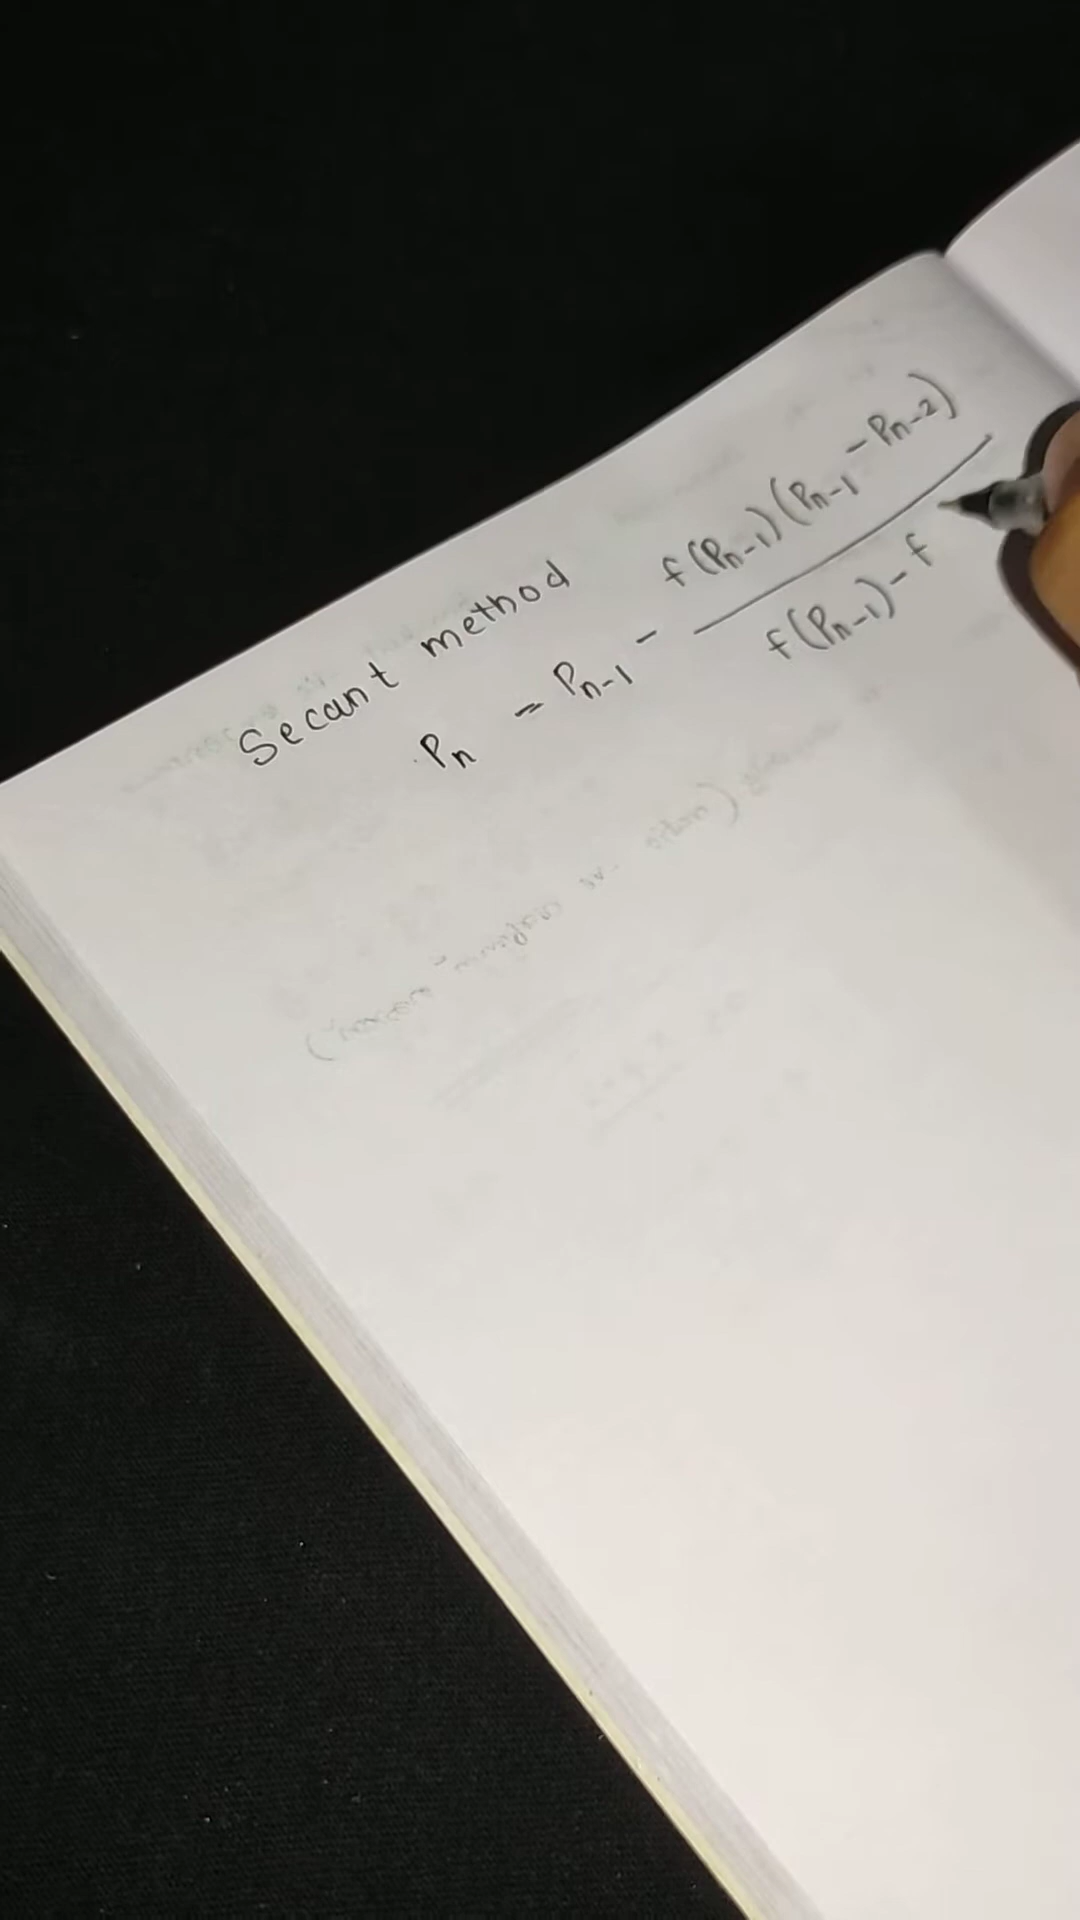 Secant method
Pn = Pn-1 - f(Pn-1)(Pn-1 - Pn-2) / f(Pn-1) - f